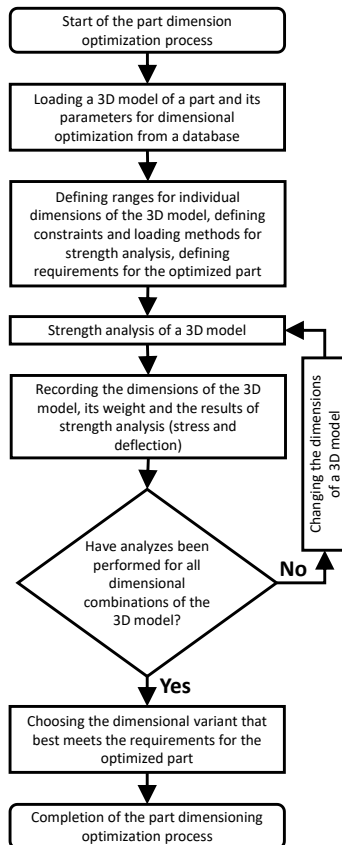 Start of the part dimension
optimization process
Loading a 3D model of a part and its
parameters for dimensional
optimization from a database
Defining ranges for individual
dimensions of the 3D model, defining
constraints and loading methods for
strength analysis, defining
requirements for the optimized part
Strength analysis of a 3D model
Recording the dimensions of the 3D
model, its weight and the results of
strength analysis (stress and
deflection)
Changing the dimensions
of a 3D model
Have analyzes been
performed for all
dimensional
combinations of the
3D model?
No
Yes
Choosing the dimensional variant that
best meets the requirements for the
optimized part
Completion of the part dimensioning
optimization process